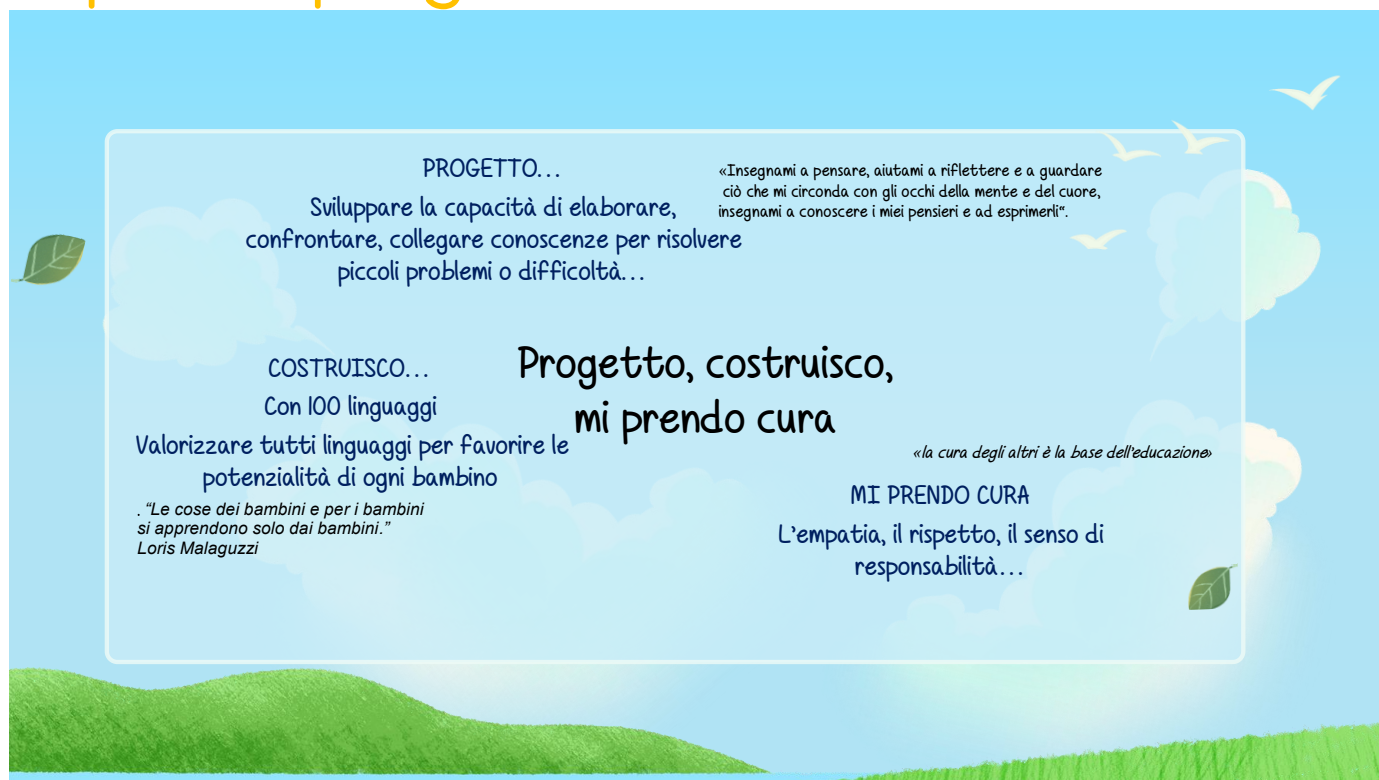 PROGETTO...
Sviluppare la capacità di elaborare,
confrontare, collegare conoscenze per risolvere
piccoli problemi o difficoltà...
«Insegnami a pensare, aiutami a riflettere e a guardare
ciò che mi circonda con gli occhi della mente e del cuore,
insegnami a conoscere i miei pensieri e ad esprimerli“.
Progetto, costruisco,
mi prendo cura
COSTRUISCO...
Con 100 linguaggi
Valorizzare tutti linguaggi per favorire le
potenzialità di ogni bambino
. “Le cose dei bambini e per i bambini
si apprendono solo dai bambini.”
Loris Malaguzzi
«la cura degli altri è la base dell'educazione»
MI PRENDO CURA
L'empatia, il rispetto, il senso di
responsabilità...